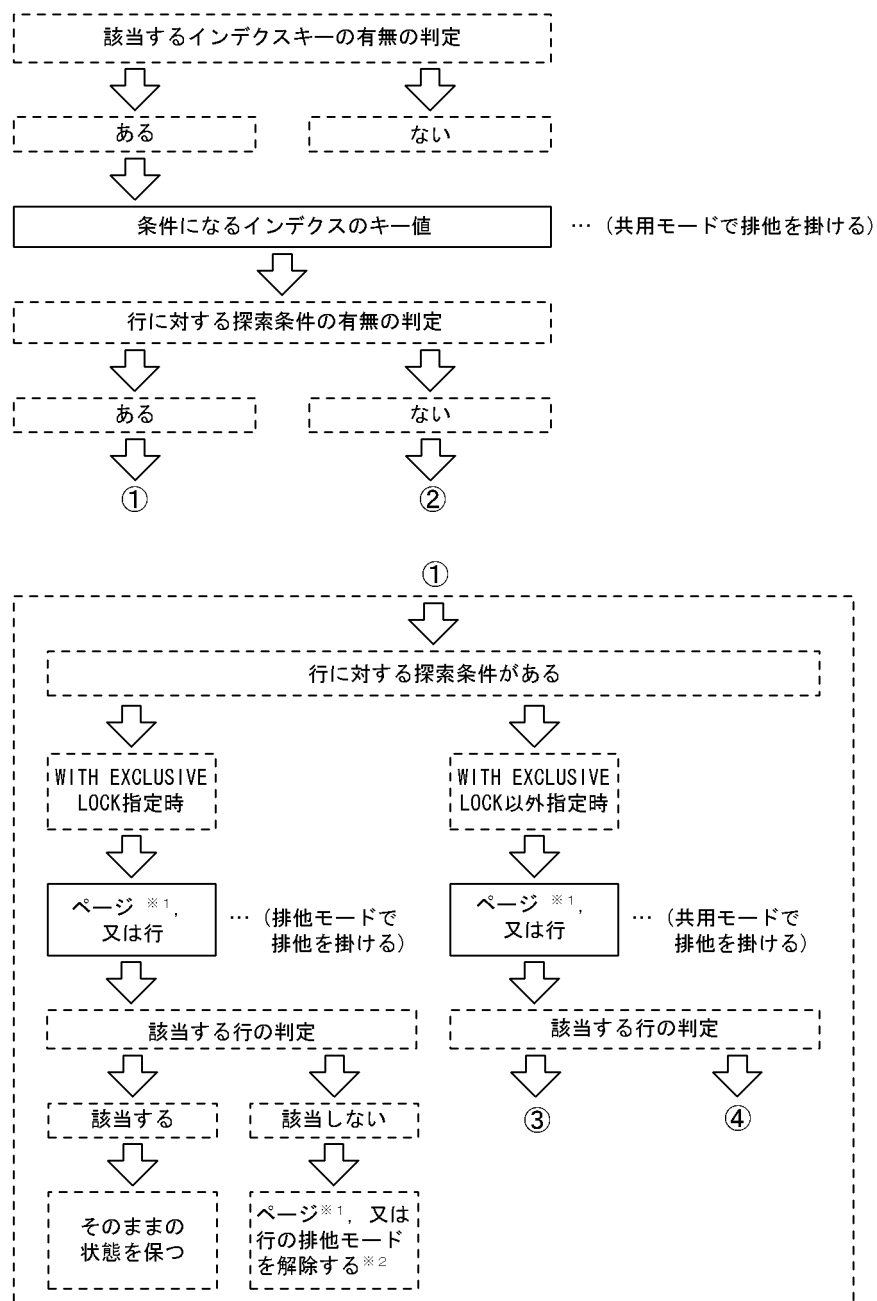 該当するインデクスキーの有無の判定
ある
ない
条件になるインデクスのキー値
…（共用モードで排他を掛ける）
行に対する探索条件の有無の判定
ある
ない
①
②
①
行に対する探索条件がある
WITH EXCLUSIVE
LOCK指定時
WITH EXCLUSIVE
LOCK以外指定時
ページ※1，
又は行
…（排他モードで
排他を掛ける）
ページ※1，
又は行
…（共用モードで
排他を掛ける）
該当する行の判定
該当する行の判定
該当する
該当しない
③
④
そのままの
状態を保つ
ページ※1，又は
行の排他モード
を解除する※2